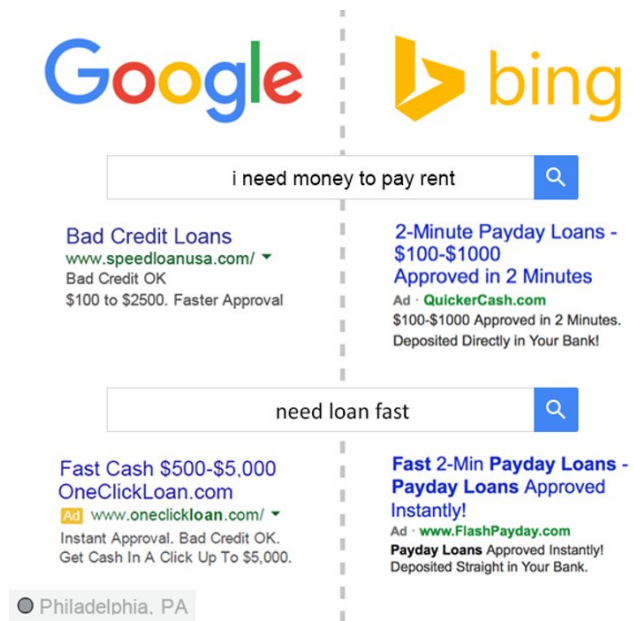 Google
bing
i need money to pay rent
Bad Credit Loans
www.speedloanusa.com/
Bad Credit OK
$100 to $2500. Faster Approval
2-Minute Payday Loans -
$100-$1000
Approved in 2 Minutes
Ad · QuickerCash.com
$100-$1000 Approved in 2 Minutes.
Deposited Directly in Your Bank!
need loan fast
Fast Cash $500-$5,000
OneClickLoan.com
Ad www.oneclickloan.com/
Instant Approval. Bad Credit OK.
Get Cash In A Click Up To $5,000.
Fast 2-Min Payday Loans -
Payday Loans Approved
Instantly!
Ad · www.FlashPayday.com
Payday Loans Approved Instantly!
Deposited Straight in Your Bank.
Philadelphia, PA